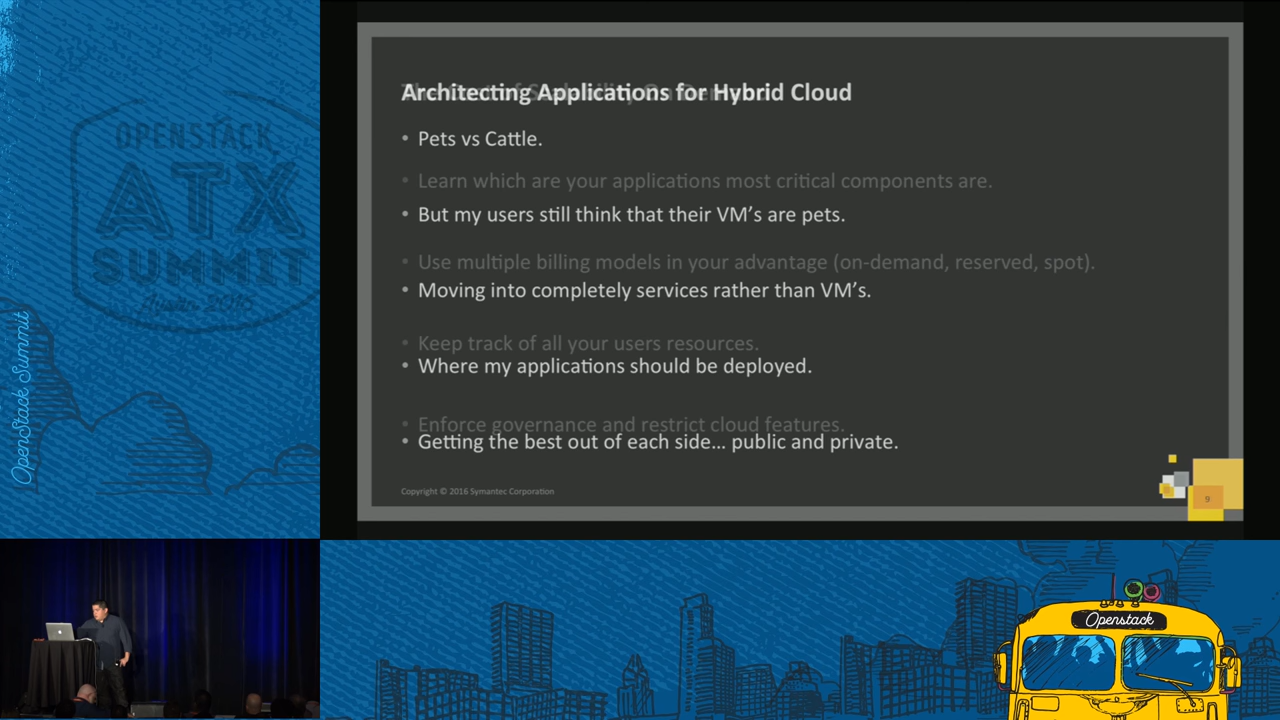 OPENSTACK
ATX
SUMMIT
Austin 2016
OpenStack Summit
Architecting Applications for Hybrid Cloud
• Pets vs Cattle.
• Learn which are your applications most critical components are.
• But my users still think that their VM's are pets.
• Use multiple billing models in your advantage (on-demand, reserved, spot).
• Moving into completely services rather than VM's.
• Keep track of all your users resources.
• Where my applications should be deployed.
• Enforce governance and restrict cloud features.
• Getting the best out of each side... public and private.
Copyright © 2016 Symantec Corporation
9
Openstack